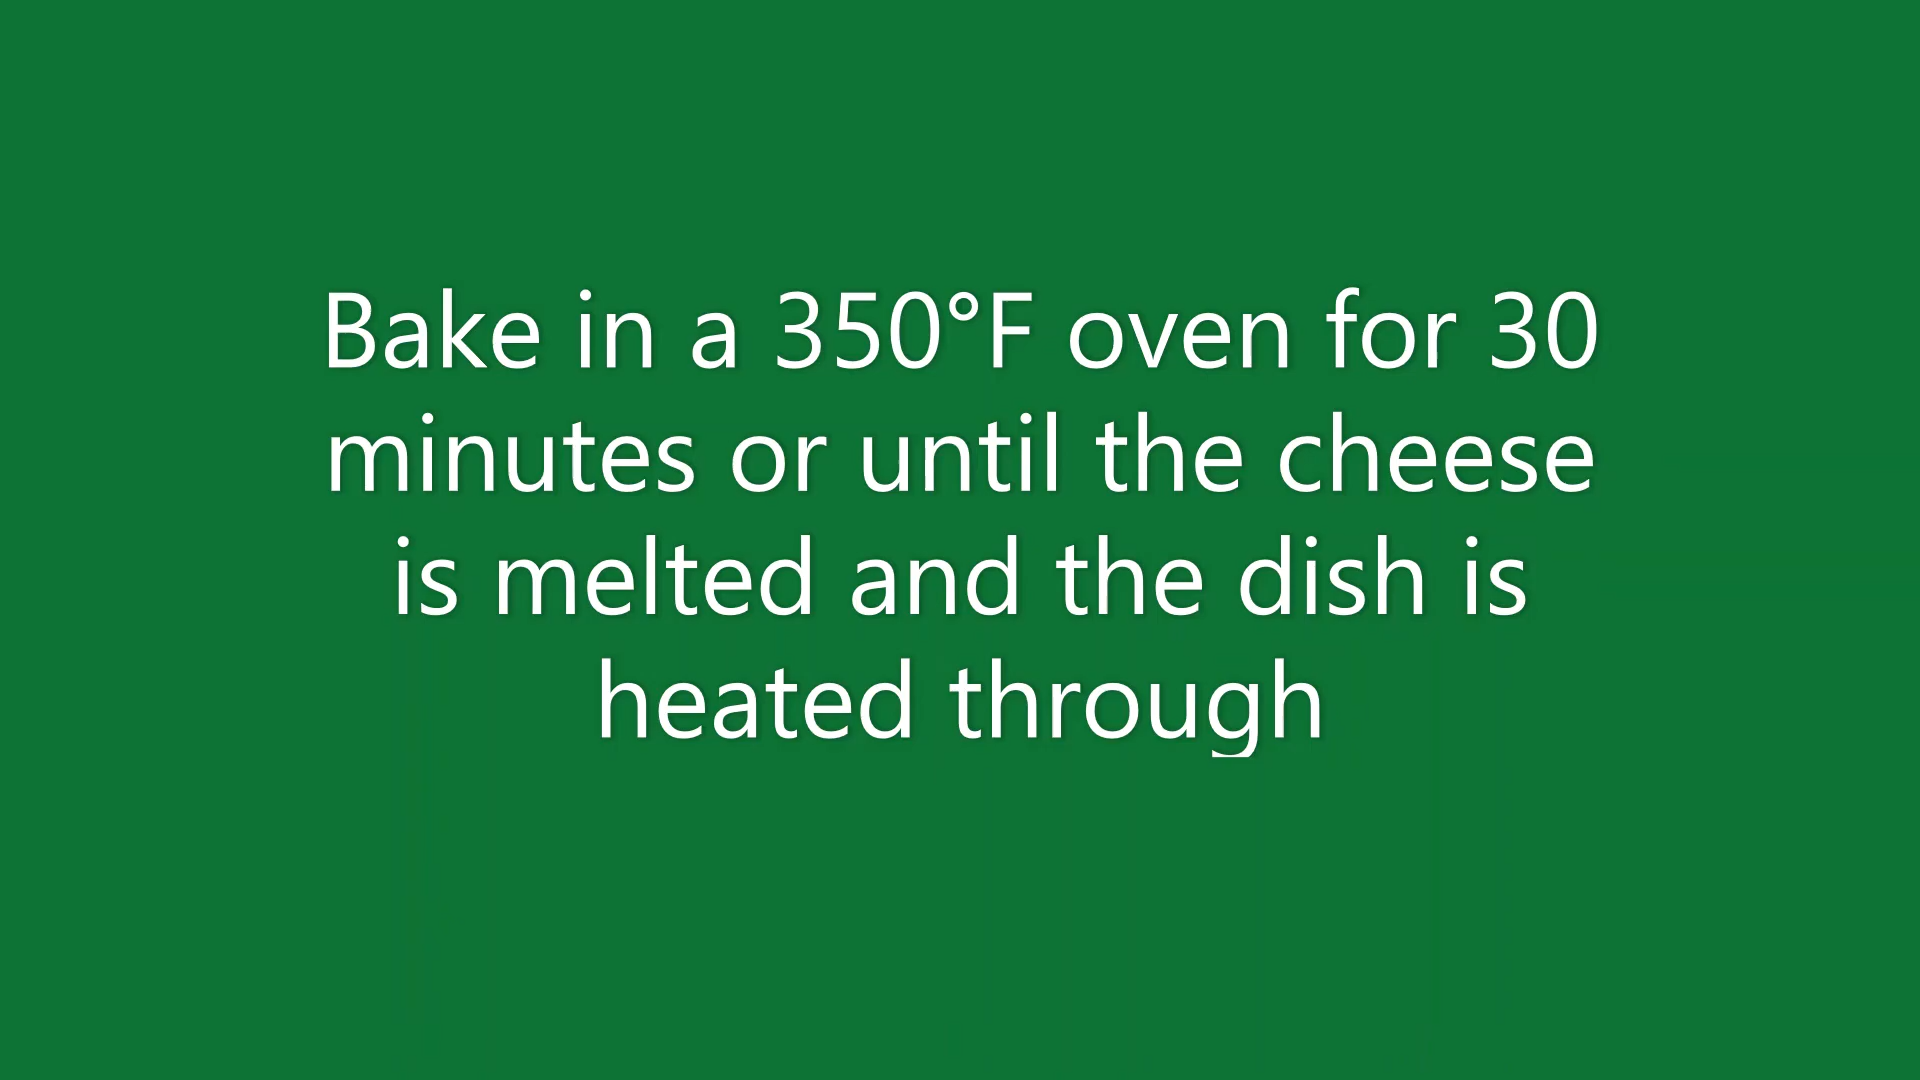 Bake in a 350°F oven for 30
minutes or until the cheese
is melted and the dish is
heated through